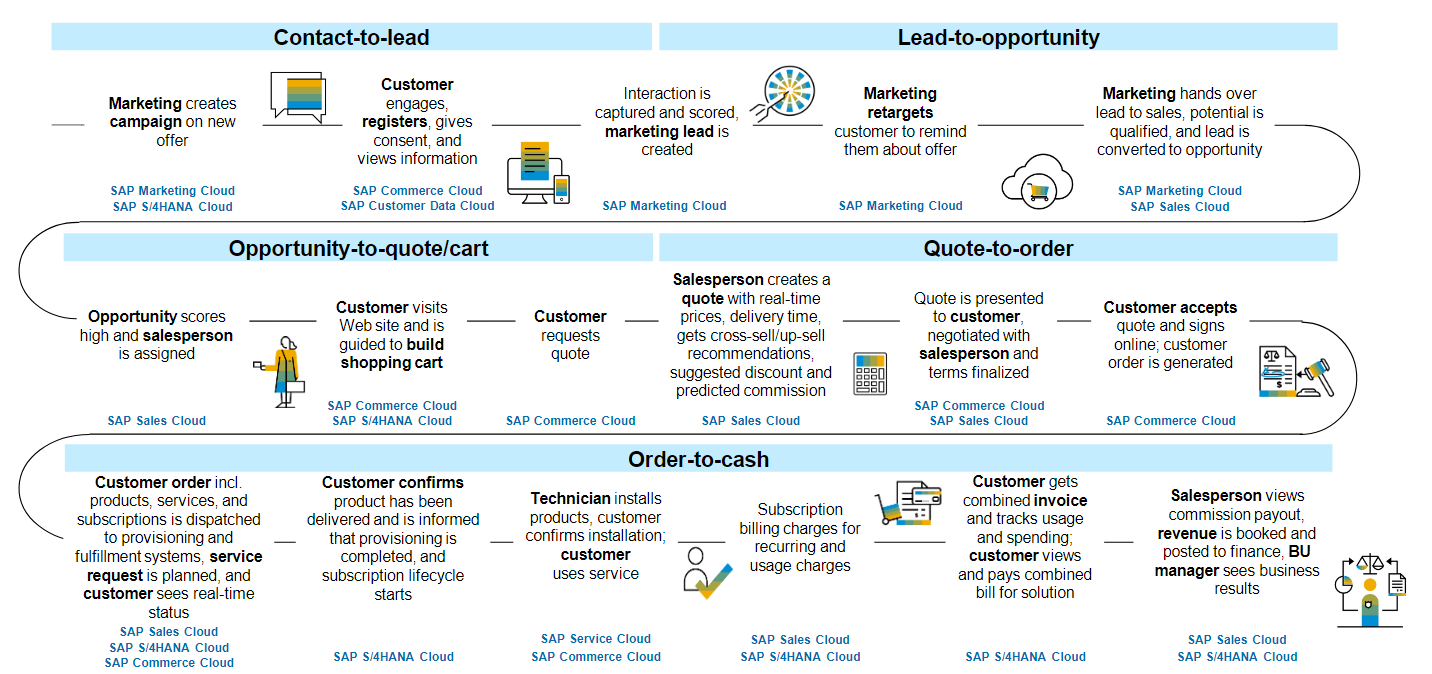 Contact-to-lead
Lead-to-opportunity
Marketing creates
campaign on new
offer
SAP Marketing Cloud
SAP S/4HANA Cloud
Customer
engages,
registers, gives
consent, and
views information
SAP Commerce Cloud
SAP Customer Data Cloud
Interaction is
captured and scored,
marketing lead is
created
SAP Marketing Cloud
Marketing
retargets
customer to remind
them about offer
SAP Marketing Cloud
Marketing hands over
lead to sales, potential is
qualified, and lead is
converted to opportunity
SAP Marketing Cloud
SAP Sales Cloud
Opportunity-to-quote/cart
Quote-to-order
Opportunity scores
high and salesperson
is assigned
SAP Sales Cloud
Customer visits
Web site and is
guided to build
shopping cart
SAP Commerce Cloud
SAP S/4HANA Cloud
Customer
requests
quote
SAP Commerce Cloud
Salesperson creates a
quote with real-time
prices, delivery time,
gets cross-sell/up-sell
recommendations,
suggested discount and
predicted commission
SAP Sales Cloud
Quote is presented
to customer,
negotiated with
salesperson and
terms finalized
SAP Commerce Cloud
SAP Sales Cloud
Customer accepts
quote and signs
online; customer
order is generated
SAP Commerce Cloud
$
Order-to-cash
Customer order incl.
products, services, and
subscriptions is dispatched
to provisioning and
fulfillment systems, service
request is planned, and
customer sees real-time
status
SAP Sales Cloud
SAP S/4HANA Cloud
SAP Commerce Cloud
Customer confirms
product has been
delivered and is informed
that provisioning is
completed, and
subscription lifecycle
starts
SAP S/4HANA Cloud
Technician installs
products, customer
confirms installation;
customer
uses service
SAP Service Cloud
SAP Commerce Cloud
Subscription
billing charges for
recurring and
usage charges
SAP Sales Cloud
SAP S/4HANA Cloud
Customer gets
combined invoice
and tracks usage
and spending;
customer views
and pays combined
bill for solution
SAP S/4HANA Cloud
Salesperson views
commission payout,
revenue is booked and
posted to finance, BU
manager sees business
results
SAP Sales Cloud
SAP S/4HANA Cloud